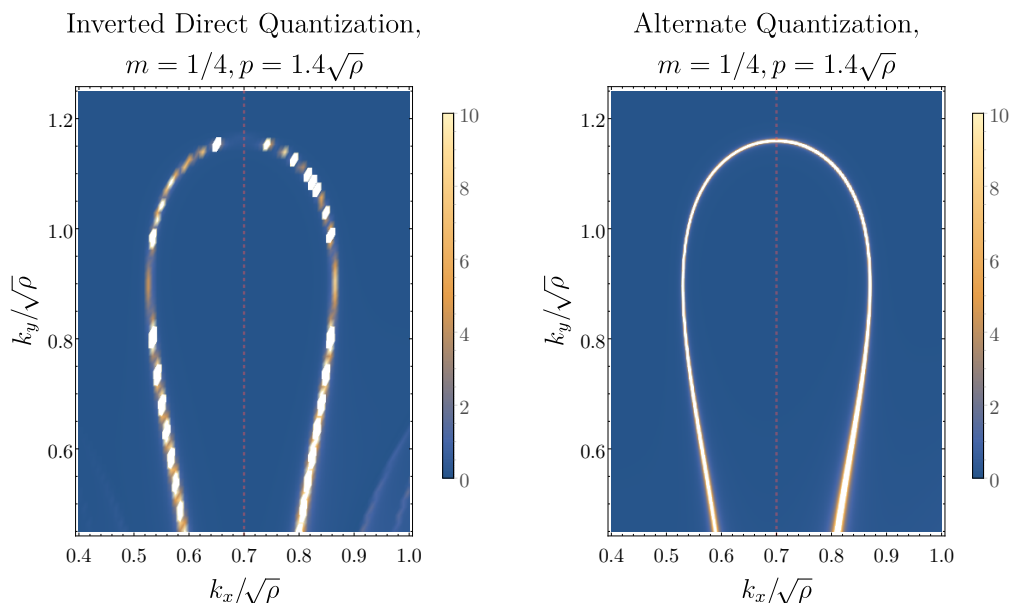 Inverted Direct Quantization,
m = 1/4, p = 1.4√ρ
1.2
1.0
0.8
0.6
k_y/√ρ
0.4 0.5 0.6 0.7 0.8 0.9 1.0
k_x/√ρ
10
8
6
4
2
0
Alternate Quantization,
m = 1/4, p = 1.4√ρ
1.2
1.0
0.8
0.6
k_y/√ρ
0.4 0.5 0.6 0.7 0.8 0.9 1.0
k_x/√ρ
10
8
6
4
2
0